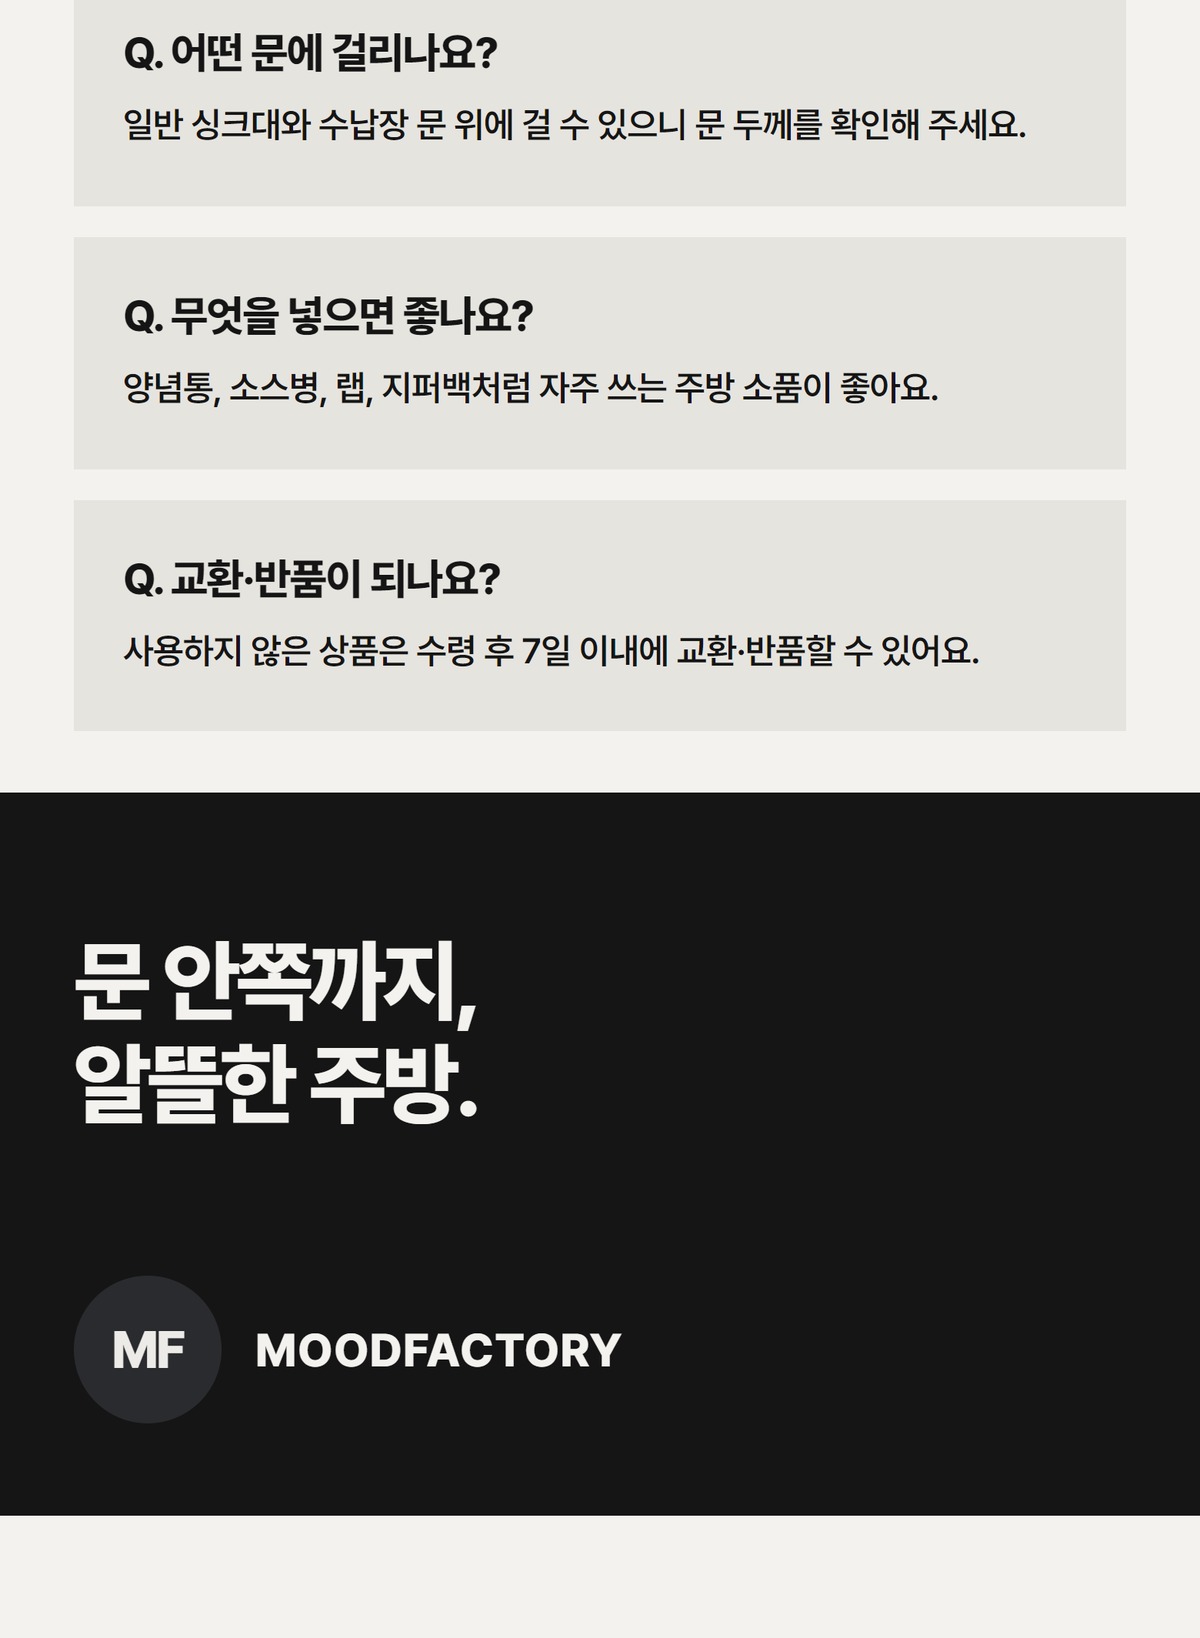 Q. 어떤 문에 걸리나요?
일반 싱크대와 수납장 문 위에 걸 수 있으니 문 두께를 확인해 주세요.
Q. 무엇을 넣으면 좋나요?
양념통, 소스병, 랩, 지퍼백처럼 자주 쓰는 주방 소품이 좋아요.
Q. 교환·반품이 되나요?
사용하지 않은 상품은 수령 후 7일 이내에 교환·반품할 수 있어요.
문 안쪽까지,
알뜰한 주방.
MF
MOODFACTORY